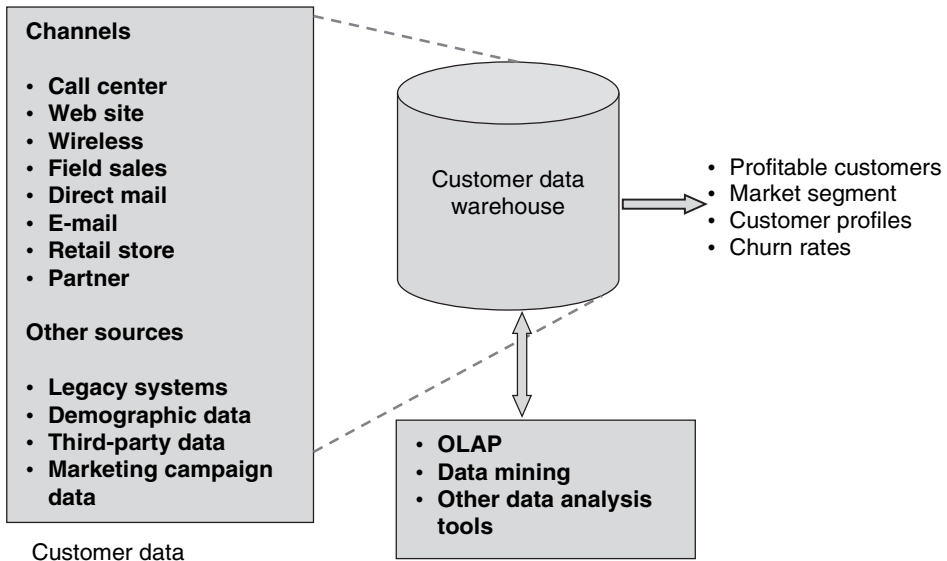 Channels
• Call center
• Web site
• Wireless
• Field sales
• Direct mail
• E-mail
• Retail store
• Partner
Other sources
• Legacy systems
• Demographic data
• Third-party data
• Marketing campaign
data
Customer data
Customer data
warehouse
• Profitable customers
• Market segment
• Customer profiles
• Churn rates
• OLAP
• Data mining
• Other data analysis
tools